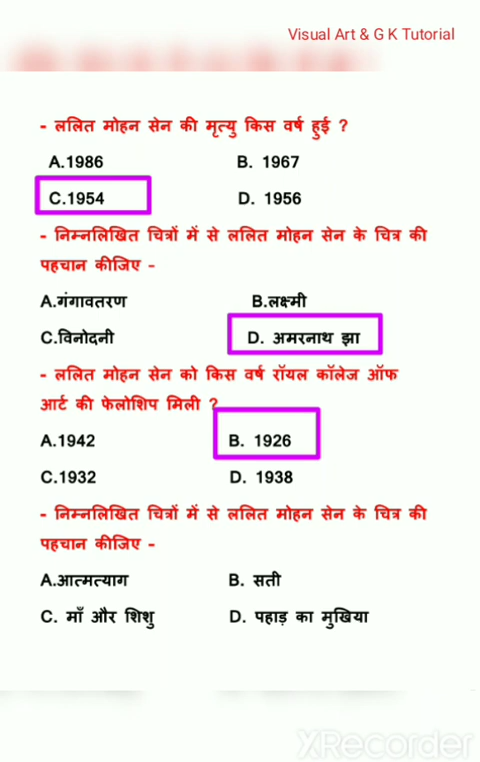 Visual Art & G K Tutorial
- ललित मोहन सेन की मृत्यु किस वर्ष हुई ?
A.1986 B. 1967
C.1954 D. 1956
- निम्नलिखित चित्रों में से ललित मोहन सेन के चित्र की
पहचान कीजिए -
A.गंगावतरण B.लक्ष्मी
C.विनोदनी D. अमरनाथ झा
- ललित मोहन सेन को किस वर्ष रॉयल कॉलेज ऑफ
आर्ट की फेलोशिप मिली ?
A.1942 B. 1926
C.1932 D. 1938
- निम्नलिखित चित्रों में से ललित मोहन सेन के चित्र की
पहचान कीजिए -
A.आत्मत्याग B. सती
C. माँ और शिशु D. पहाड़ का मुखिया
XRecorder